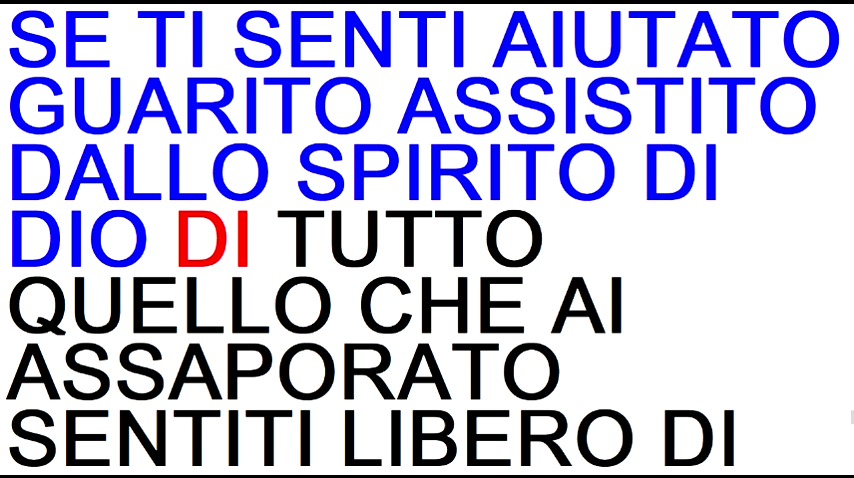 SE TI SENTI AIUTATO
GUARITO ASSISTITO
DALLO SPIRITO DI
DIO DI TUTTO
QUELLO CHE AI
ASSAPORATO
SENTITI LIBERO DI